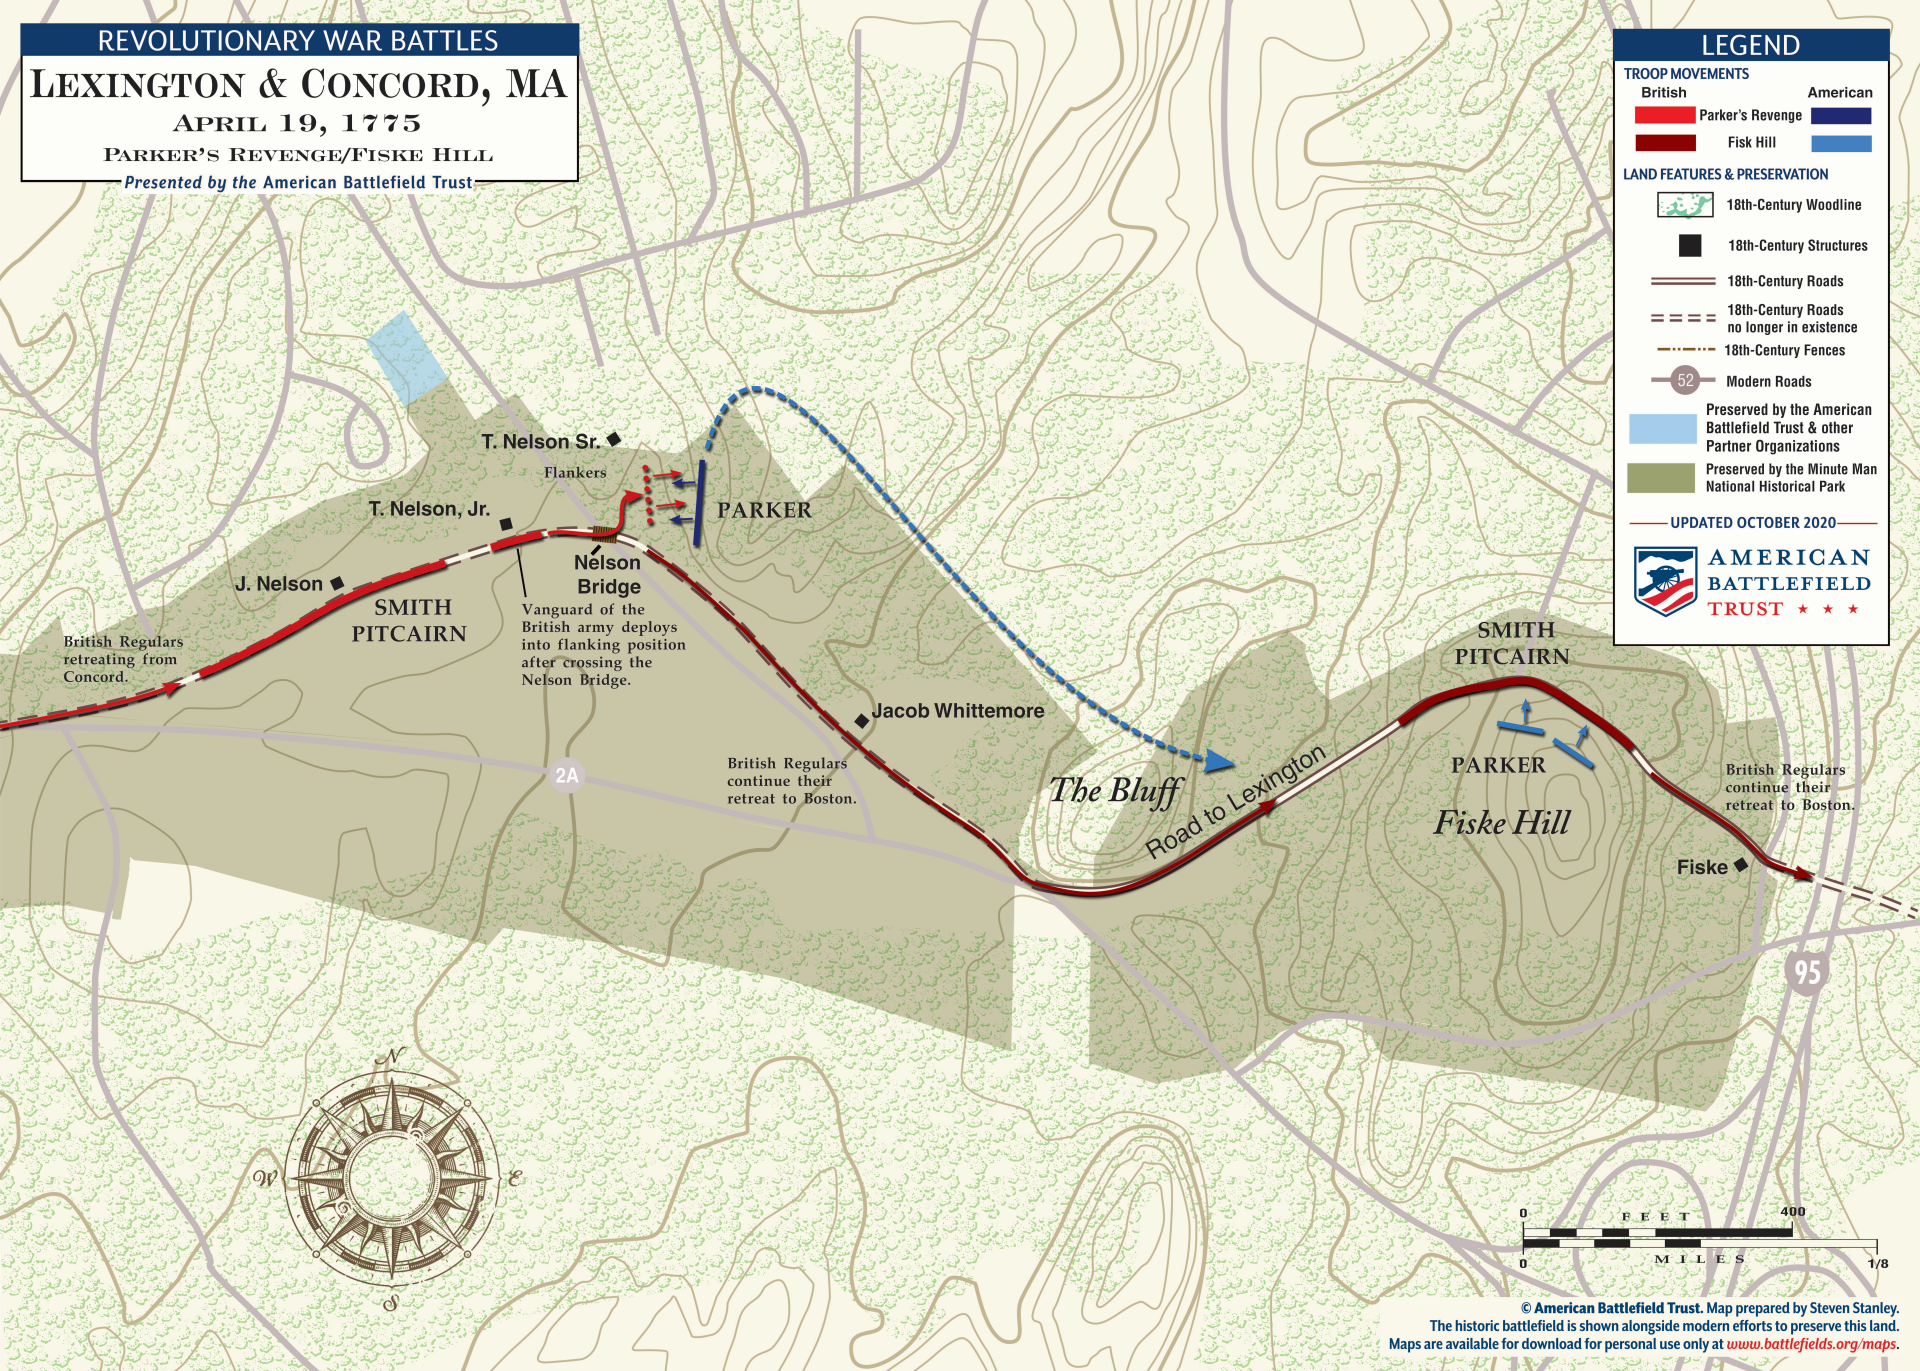 REVOLUTIONARY WAR BATTLES
LEXINGTON & CONCORD, MA
APRIL 19, 1775
PARKER'S REVENGE/FISKE HILL
Presented by the American Battlefield Trust
LEGEND
TROOP MOVEMENTS
British
American
Parker's Revenge
Fisk Hill
LAND FEATURES & PRESERVATION
18th-Century Woodline
18th-Century Structures
18th-Century Roads
18th-Century Roads
no longer in existence
18th-Century Fences
52
Modern Roads
Preserved by the American
Battlefield Trust & other
Partner Organizations
Preserved by the Minute Man
National Historical Park
UPDATED OCTOBER 2020
AMERICAN
BATTLEFIELD
TRUST
T. Nelson Sr.
Flankers
T. Nelson, Jr.
PARKER
J. Nelson
Nelson
Bridge
SMITH
PITCAIRN
Vanguard of the
British army deploys
into flanking position
after crossing the
Nelson Bridge.
British Regulars
retreating from
Concord.
SMITH
PITCAIRN
Jacob Whittemore
2A
British Regulars
continue their
retreat to Boston.
The Bluff
Road to Lexington
PARKER
Fiske Hill
British Regulars
continue their
retreat to Boston.
Fiske
95
N
W
E
S
0
FEET
400
0
MILES
1/8
© American Battlefield Trust. Map prepared by Steven Stanley.
The historic battlefield is shown alongside modern efforts to preserve this land.
Maps are available for download for personal use only at www.battlefields.org/maps.